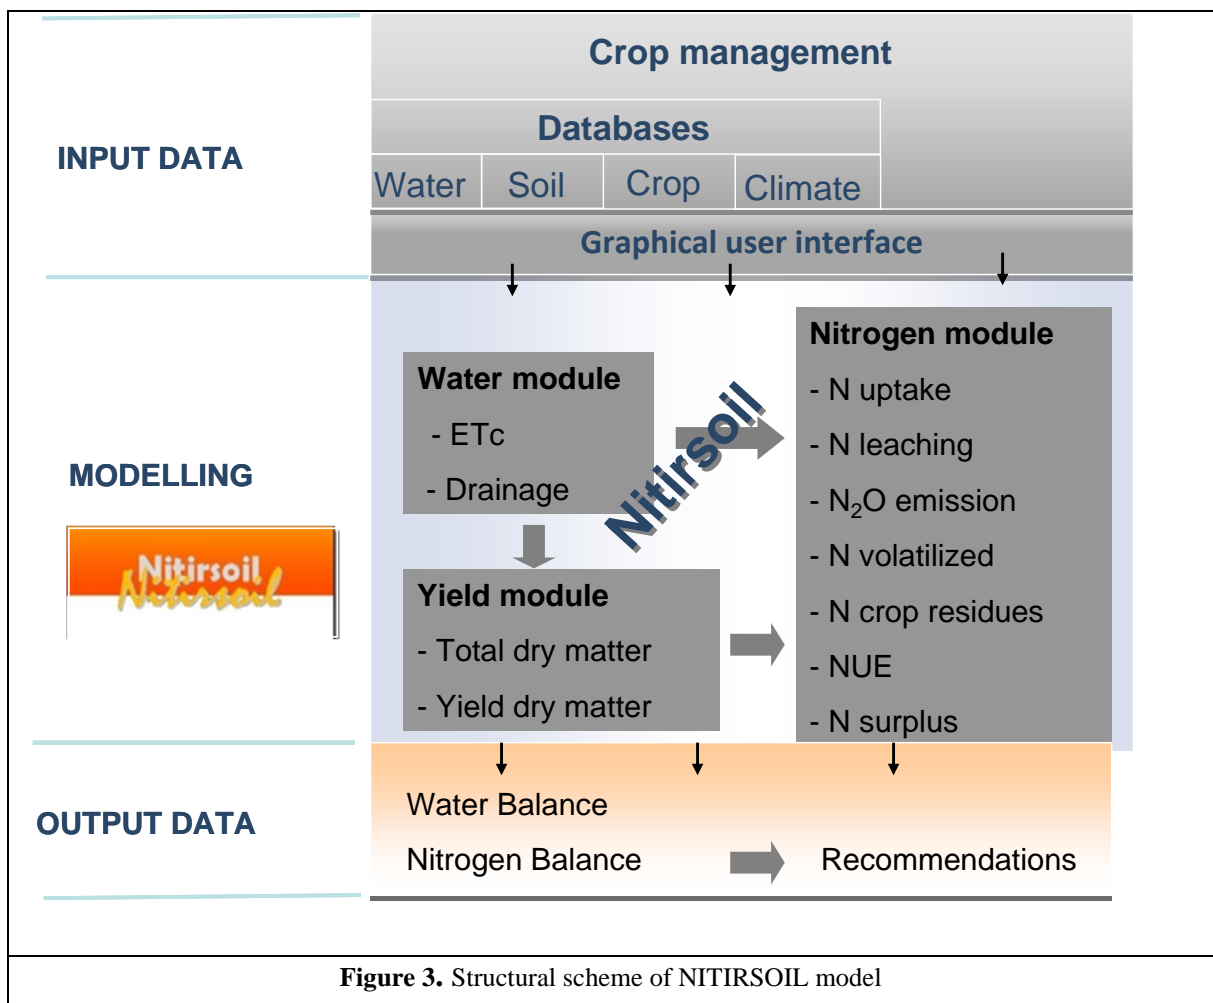 Crop management
Databases
INPUT DATA
Water Soil Crop Climate
Graphical user interface
Nitrogen module
Water module
- N uptake
- ETc
- N leaching
MODELLING
- Drainage
Nitirsoil
- N₂O emission
Nitirsoil
Nitirsoil
- N volatilized
Yield module
- N crop residues
- Total dry matter
- NUE
- Yield dry matter
- N surplus
Water Balance
OUTPUT DATA
Nitrogen Balance
Recommendations
Figure 3. Structural scheme of NITIRSOIL model